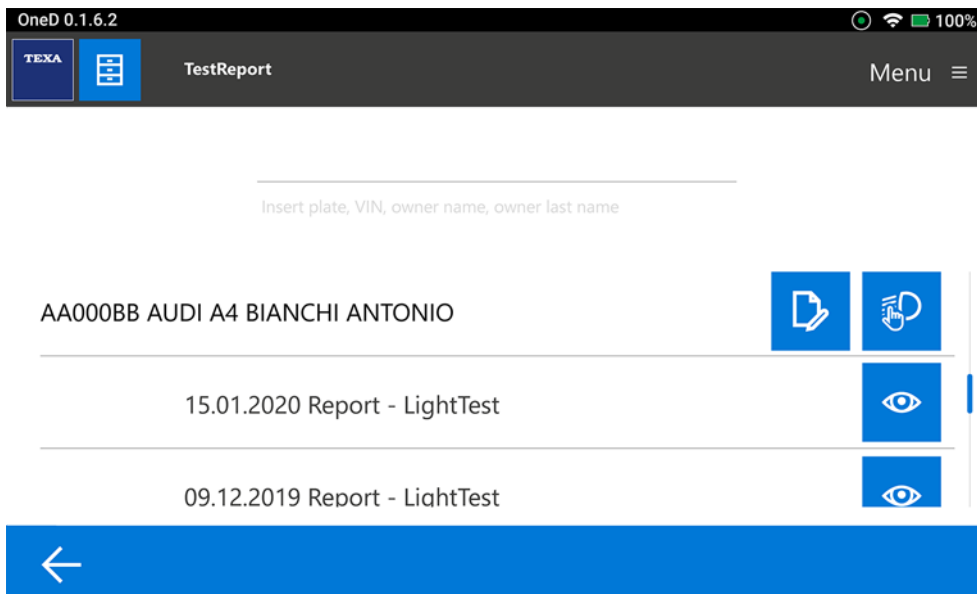 OneD 0.1.6.2 100%
TEXA TestReport Menu
Insert plate, VIN, owner name, owner last name
AA000BB AUDI A4 BIANCHI ANTONIO
15.01.2020 Report - LightTest
09.12.2019 Report - LightTest